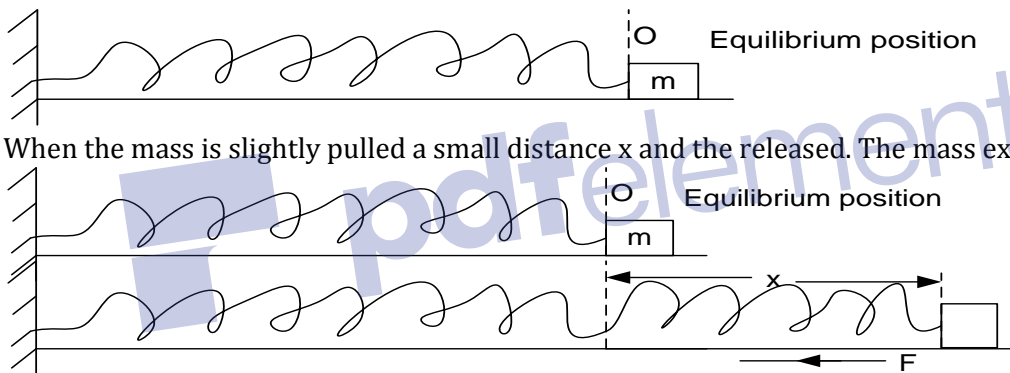 O Equilibrium position
m
When the mass is slightly pulled a small distance x and the released. The mass ex
pdfelement
O Equilibrium position
m
x
F